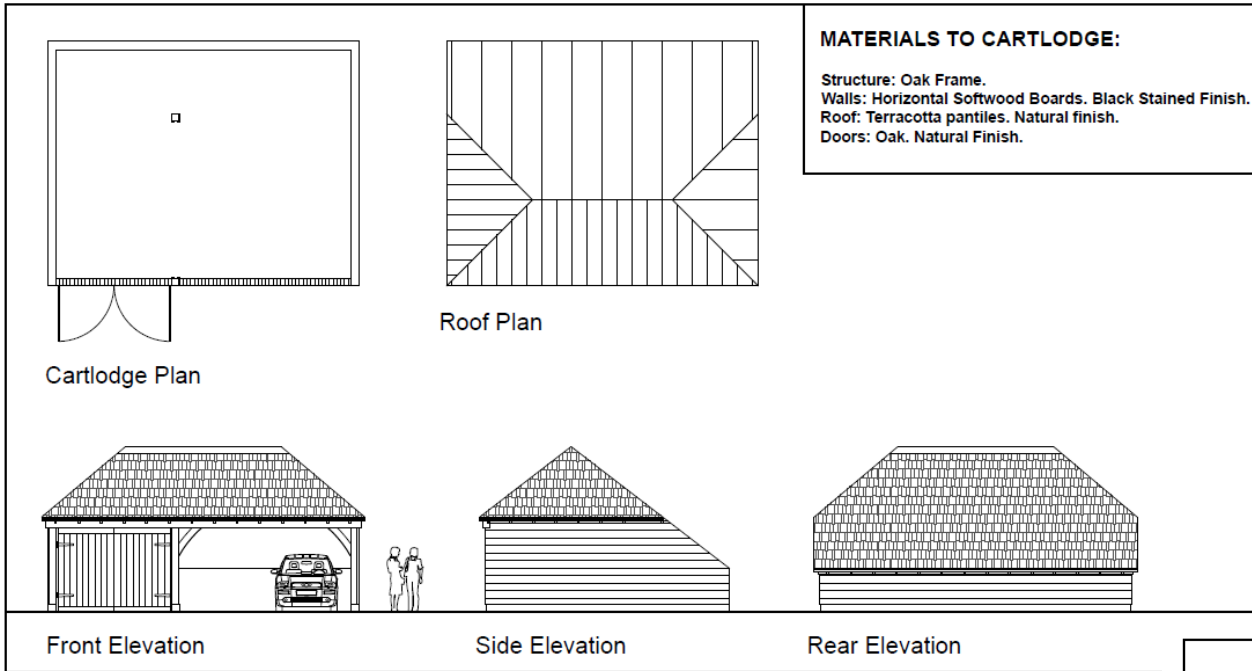 MATERIALS TO CARTLODGE:
Structure: Oak Frame.
Walls: Horizontal Softwood Boards. Black Stained Finish.
Roof: Terracotta pantiles. Natural finish.
Doors: Oak. Natural Finish.
Roof Plan
Cartlodge Plan
Front Elevation
Side Elevation
Rear Elevation